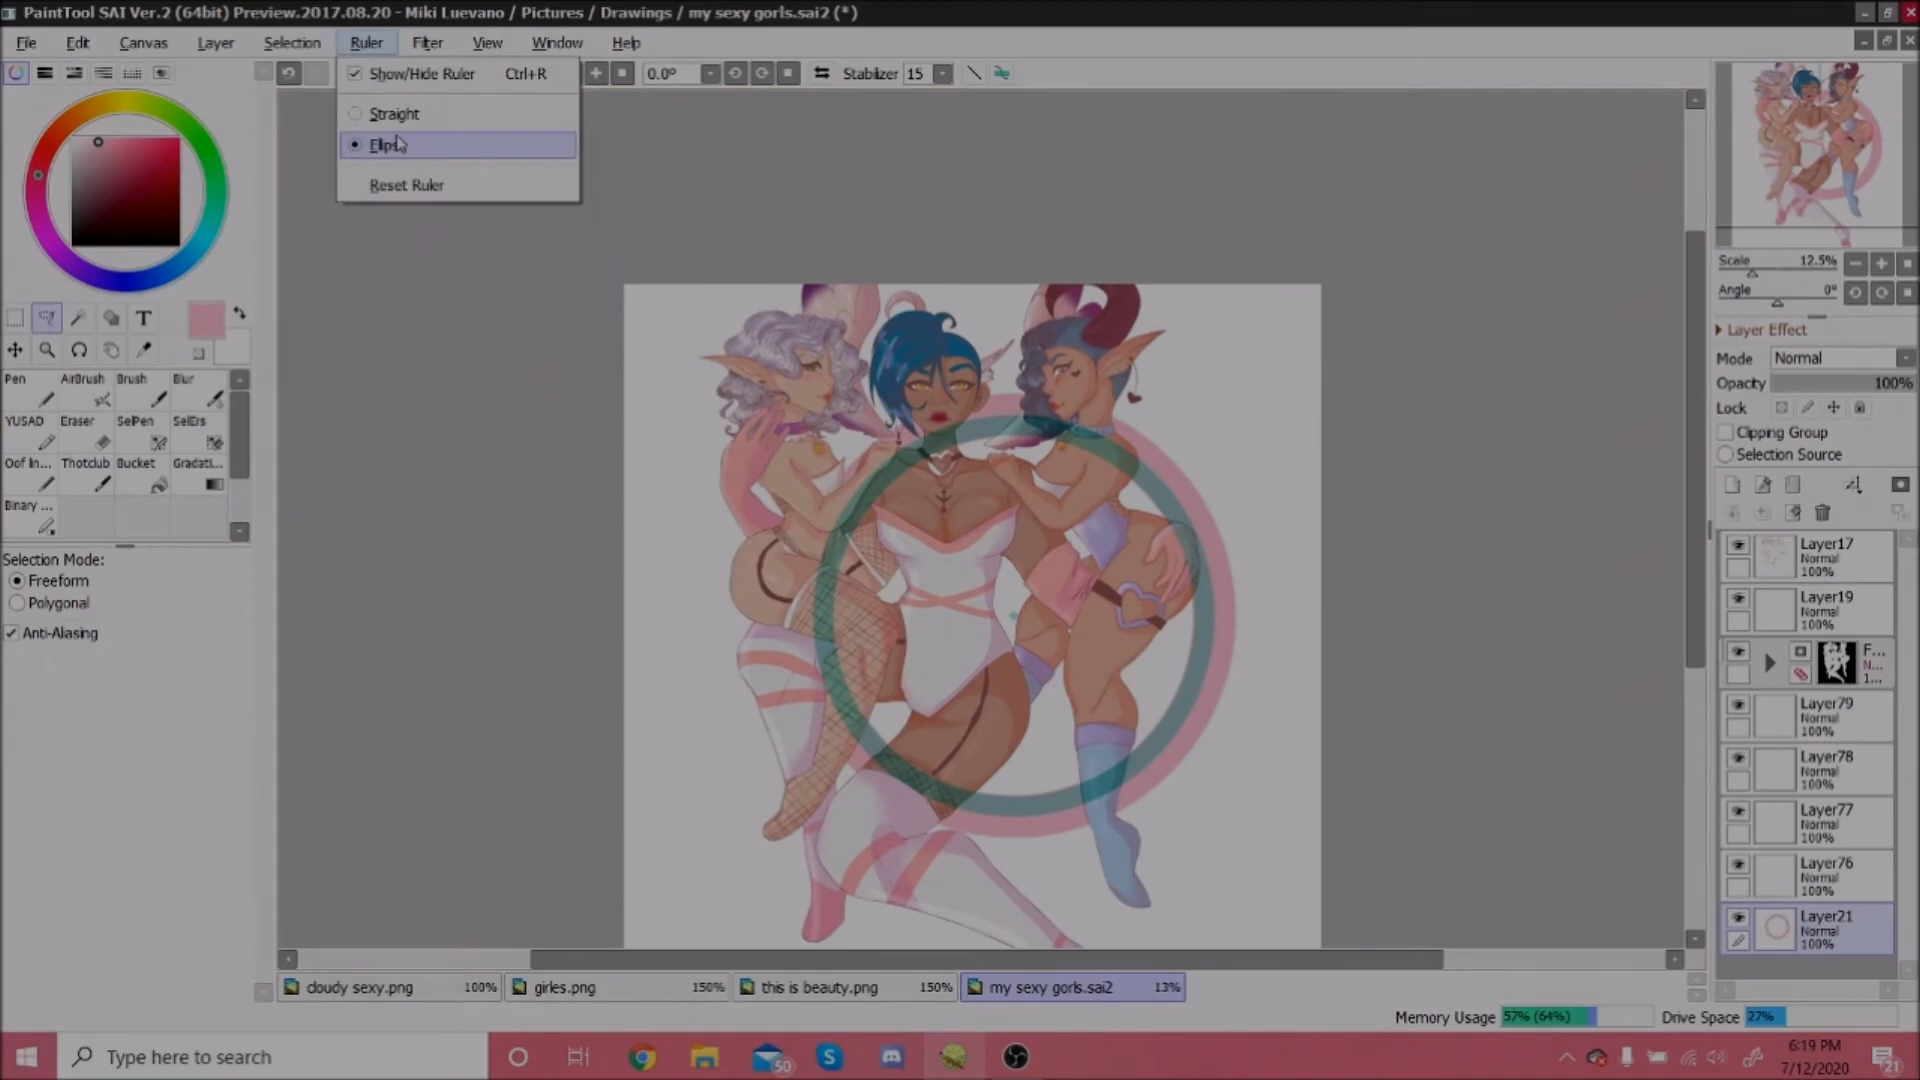 PaintTool SAI Ver.2 (64bit) Preview.2017.08.20 - Miki Luevano / Pictures / Drawings / my sexy gorls.sai2 (*)
File Edit Canvas Layer Selection Ruler Filter View Window Help
Show/Hide Ruler Ctrl+R
0.0° Stabilizer 15
Straight
Reset Ruler
Scale 12.5%
Angle 0°
Layer Effect
Mode Normal
Opacity 100%
Lock
Clipping Group
Selection Source
T
Pen AirBrush Brush Blur
YUSAD Eraser SelPen SelErs
Oof In... Thotclub Bucket Gradati...
Binary ...
Selection Mode:
Freeform
Polygonal
Anti-Aliasing
Layer17
Normal
100%
Layer19
Normal
100%
F...
N...
1...
Layer79
Normal
100%
Layer78
Normal
100%
Layer77
Normal
100%
Layer76
Normal
100%
Layer21
Normal
100%
cloudy sexy.png 100% girles.png 150% this is beauty.png 150% my sexy gorls.sai2 13%
Memory Usage 57% (64%) Drive Space 27%
Type here to search
50
6:19 PM
7/12/2020
21